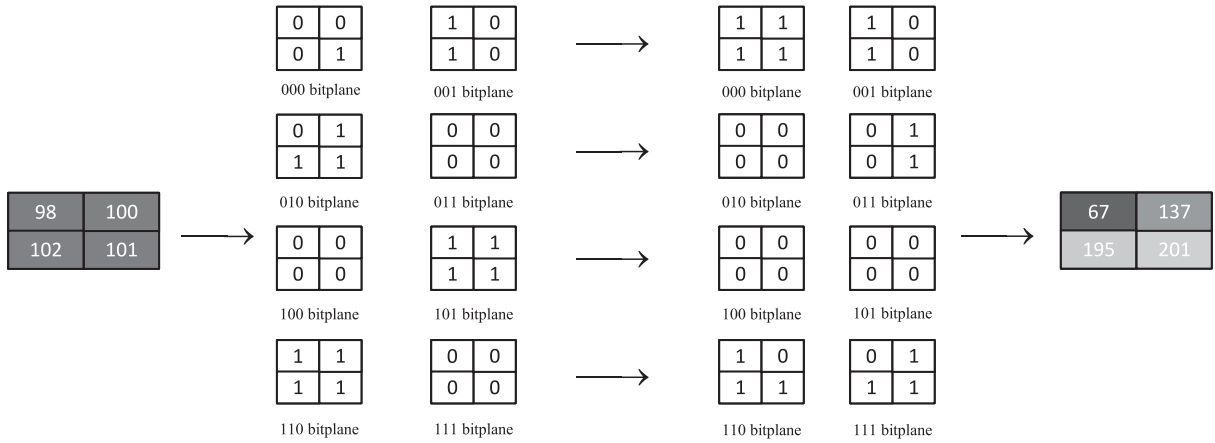 0 0 1 0 1 1 1 0
0 1 1 0 1 1 1 0
000 bitplane 001 bitplane 000 bitplane 001 bitplane
0 1 0 0 0 0 0 1
1 1 0 0 0 0 0 1
010 bitplane 011 bitplane 010 bitplane 011 bitplane
98 100 67 137
102 101 195 201
0 0 1 1 0 0 0 0
0 0 1 1 0 0 0 0
100 bitplane 101 bitplane 100 bitplane 101 bitplane
1 1 0 0 1 0 0 1
1 1 0 0 1 1 1 1
110 bitplane 111 bitplane 110 bitplane 111 bitplane